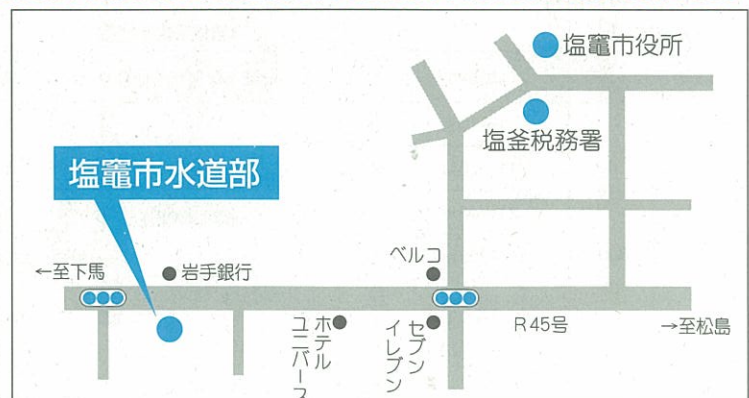 塩竈市役所
塩釜税務署
塩竈市水道部
ベルコ
←至下馬
岩手銀行
ホテル
ユニバース
セブン
イレブン
R45号
→至松島